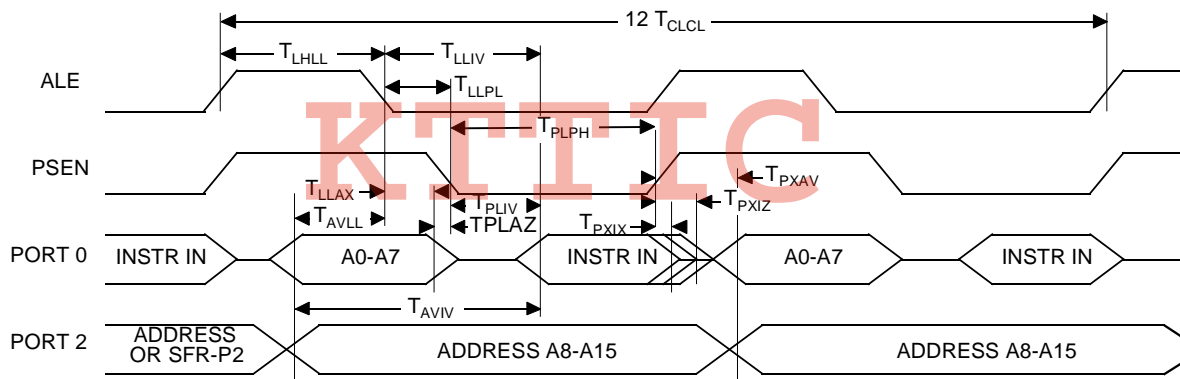 12 TCLCL
TLHLL
TLLIV
ALE
TLLPL
KTTIC
TPLPH
PSEN
TPXAV
TLLAX
TPXIZ
TPLIV
TAVLL
TPLAZ
TPXIX
PORT 0
INSTR IN
A0-A7
INSTR IN
A0-A7
INSTR IN
TAVIV
PORT 2
ADDRESS
OR SFR-P2
ADDRESS A8-A15
ADDRESS A8-A15